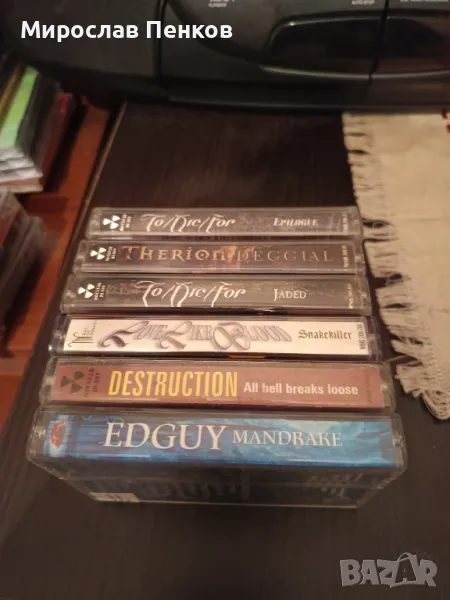 Мирослав Пенков
To/Die/For Epilogue
Therion Deggial
To/Die/For Jaded
Love Like Blood Snakekiller
DESTRUCTION All hell breaks loose
EDGUY MANDRAKE
BAZAR